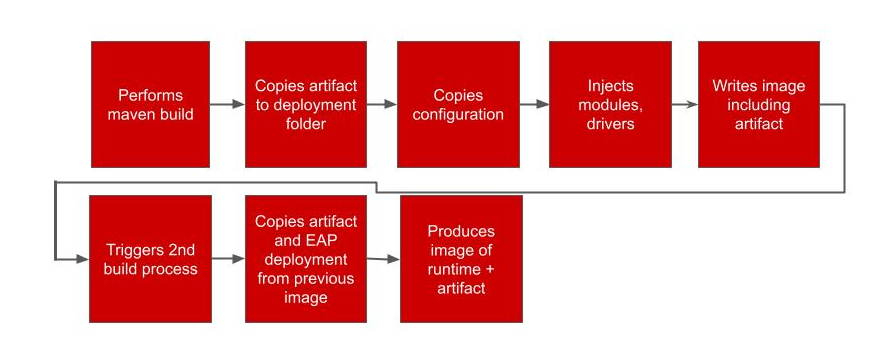 Performs
maven build
Copies artifact
to deployment
folder
Copies
configuration
Injects
modules,
drivers
Writes image
including
artifact
Triggers 2nd
build process
Copies artifact
and EAP
deployment
from previous
image
Produces
image of
runtime +
artifact